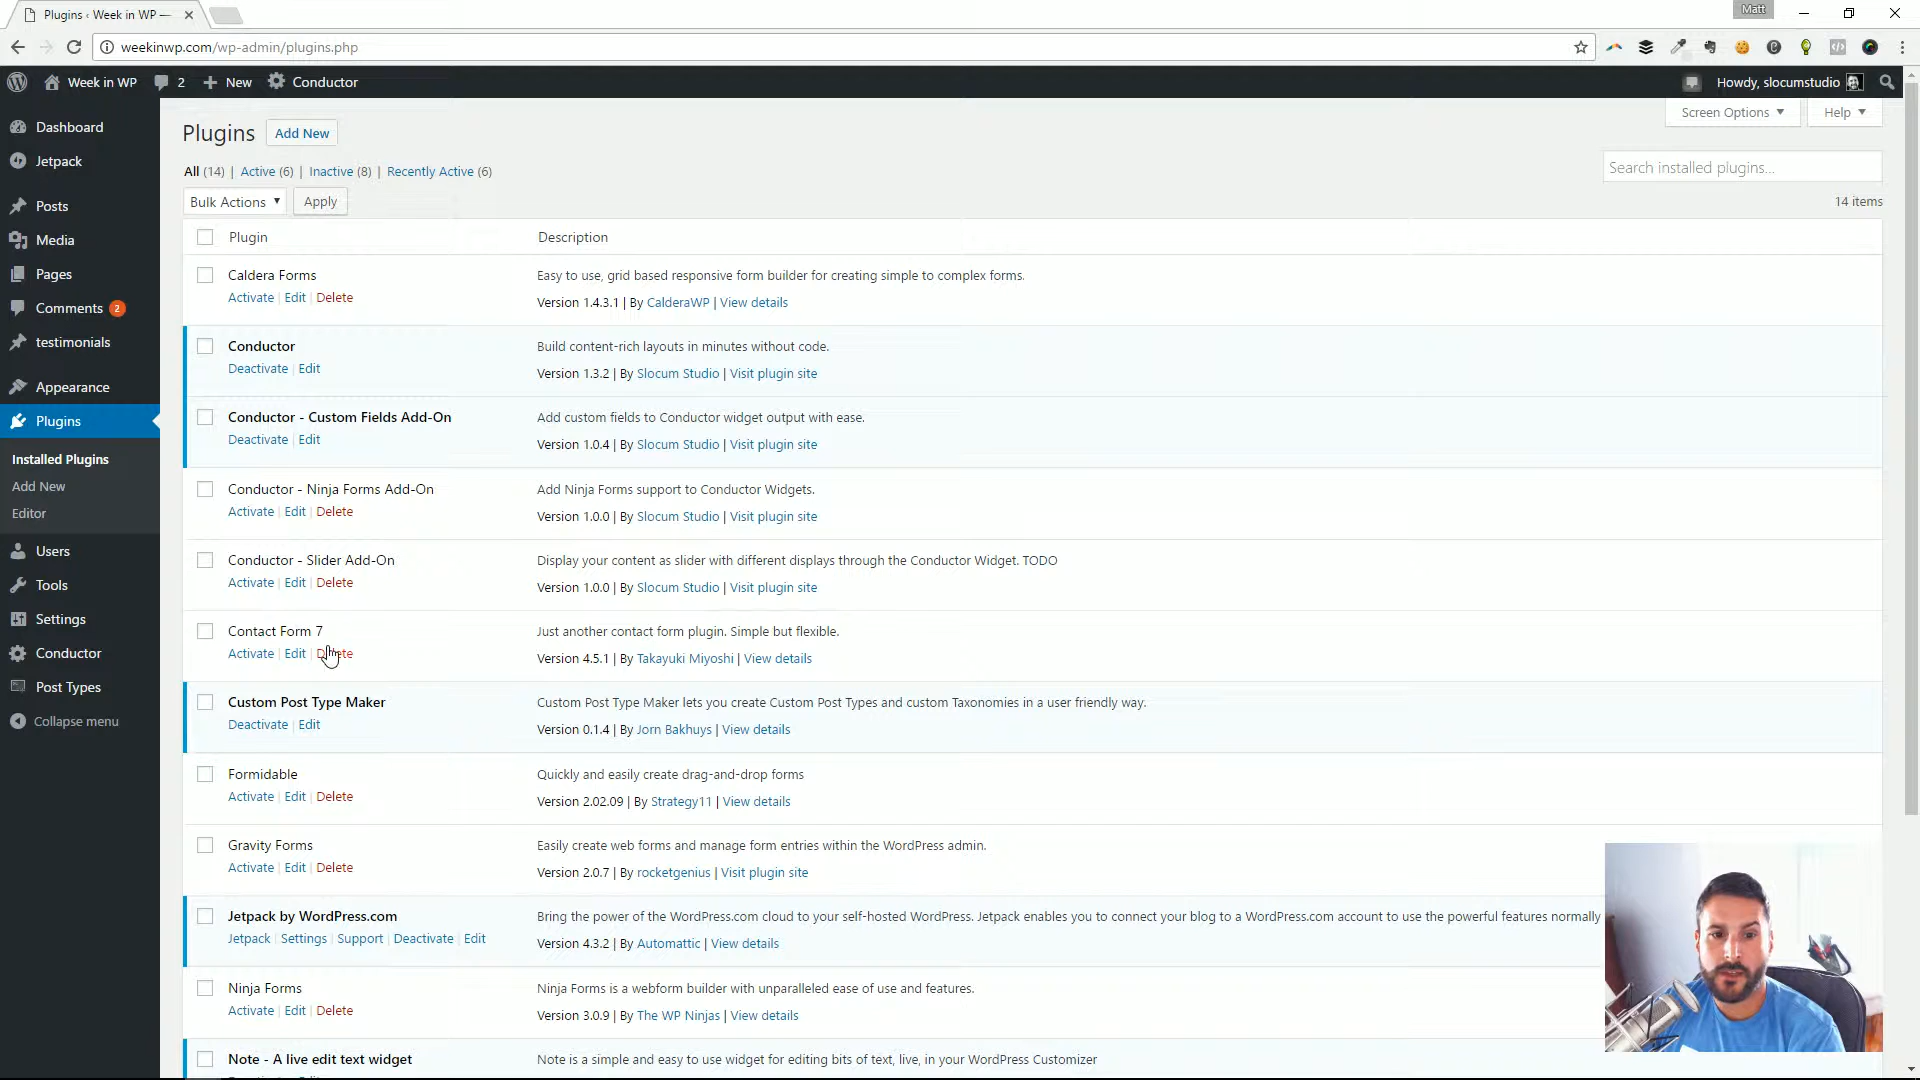 Plugins ‹ Week in WP —
Matt
weekinwp.com/wp-admin/plugins.php
Week in WP 2 New Conductor Howdy, slocumstudio
Screen Options Help
Dashboard
Jetpack
Posts
Media
Pages
Comments 2
testimonials
Appearance
Plugins
Installed Plugins
Add New
Editor
Users
Tools
Settings
Conductor
Post Types
Collapse menu
Plugins Add New
All (14) | Active (6) | Inactive (8) | Recently Active (6)
Search installed plugins...
Bulk Actions Apply 14 items
Plugin Description
Caldera Forms
Activate | Edit | Delete
Easy to use, grid based responsive form builder for creating simple to complex forms.
Version 1.4.3.1 | By CalderaWP | View details
Conductor
Deactivate | Edit
Build content-rich layouts in minutes without code.
Version 1.3.2 | By Slocum Studio | Visit plugin site
Conductor - Custom Fields Add-On
Deactivate | Edit
Add custom fields to Conductor widget output with ease.
Version 1.0.4 | By Slocum Studio | Visit plugin site
Conductor - Ninja Forms Add-On
Activate | Edit | Delete
Add Ninja Forms support to Conductor Widgets.
Version 1.0.0 | By Slocum Studio | Visit plugin site
Conductor - Slider Add-On
Activate | Edit | Delete
Display your content as slider with different displays through the Conductor Widget. TODO
Version 1.0.0 | By Slocum Studio | Visit plugin site
Contact Form 7
Activate | Edit | Delete
Just another contact form plugin. Simple but flexible.
Version 4.5.1 | By Takayuki Miyoshi | View details
Custom Post Type Maker
Deactivate | Edit
Custom Post Type Maker lets you create Custom Post Types and custom Taxonomies in a user friendly way.
Version 0.1.4 | By Jorn Bakhuys | View details
Formidable
Activate | Edit | Delete
Quickly and easily create drag-and-drop forms
Version 2.02.09 | By Strategy11 | View details
Gravity Forms
Activate | Edit | Delete
Easily create web forms and manage form entries within the WordPress admin.
Version 2.0.7 | By rocketgenius | Visit plugin site
Jetpack by WordPress.com
Jetpack | Settings | Support | Deactivate | Edit
Bring the power of the WordPress.com cloud to your self-hosted WordPress. Jetpack enables you to connect your blog to a WordPress.com account to use the powerful features normally
Version 4.3.2 | By Automattic | View details
Ninja Forms
Activate | Edit | Delete
Ninja Forms is a webform builder with unparalleled ease of use and features.
Version 3.0.9 | By The WP Ninjas | View details
Note - A live edit text widget
Note is a simple and easy to use widget for editing bits of text, live, in your WordPress Customizer